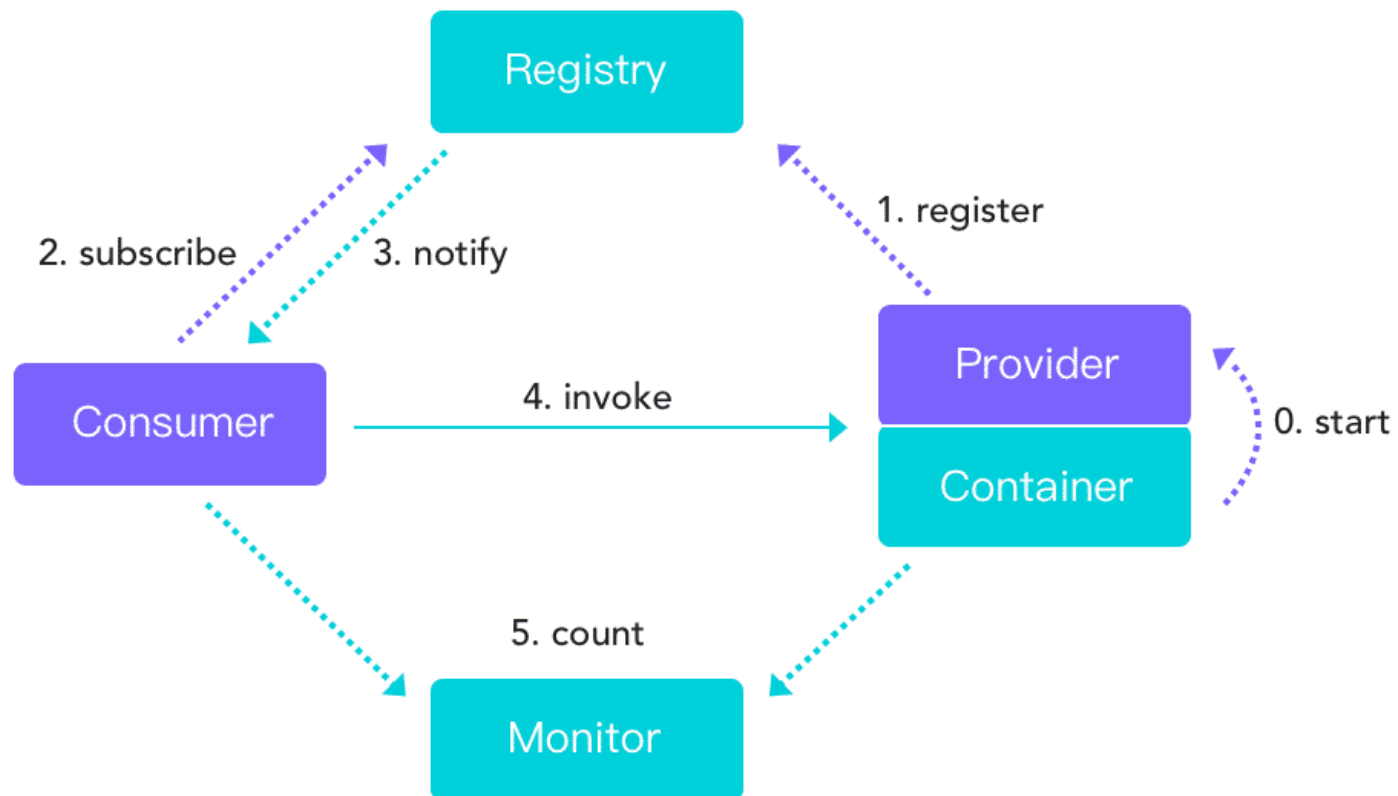 Registry
1. register
2. subscribe
3. notify
Provider
4. invoke
Consumer
0. start
Container
5. count
Monitor